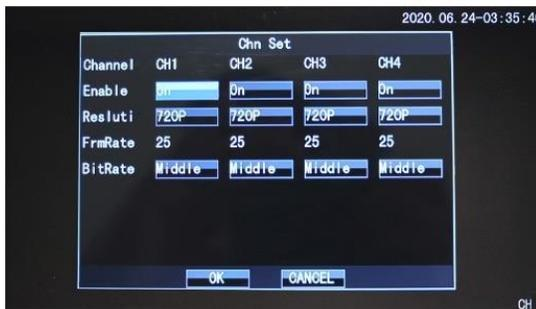 2020.06.24-03:35:4
Chn Set
Channel CH1 CH2 CH3 CH4
Enable On On On On
Resluti 720P 720P 720P 720P
FrmRate 25 25 25 25
BitRate Middle Middle Middle Middle
OK CANCEL
CH